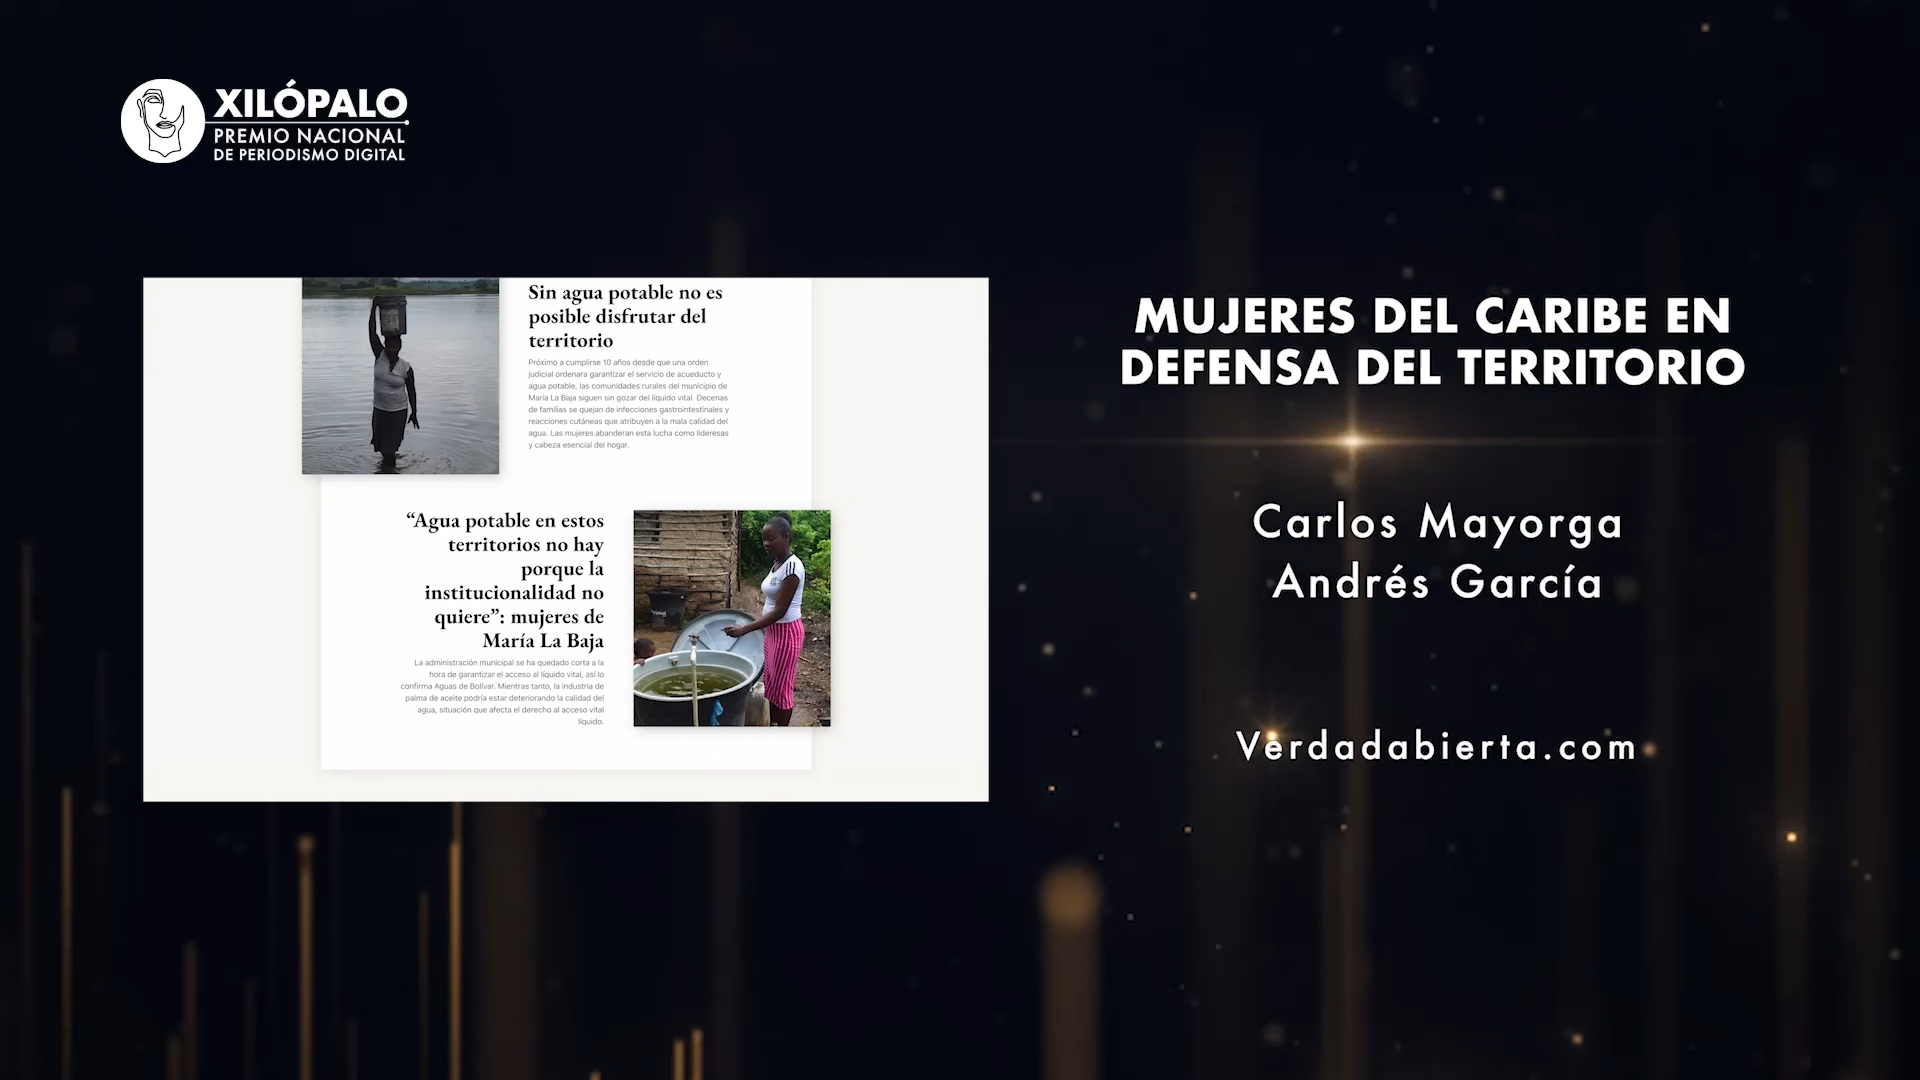 XILÓPALO
PREMIO NACIONAL
DE PERIODISMO DIGITAL
Sin agua potable no es
posible disfrutar del
territorio
Próximo a cumplirse 10 años desde que una orden
judicial ordenara garantizar el servicio de acueducto y
agua potable, las comunidades rurales del municipio de
María La Baja siguen sin gozar del líquido vital. Decenas
de familias se quejan de infecciones gastrointestinales y
reacciones cutáneas que atribuyen a la mala calidad del
agua. Las mujeres abanderan esta lucha como lideresas
y cabeza esencial del hogar.
“Agua potable en estos
territorios no hay
porque la
institucionalidad no
quiere”: mujeres de
María La Baja
La administración municipal se ha quedado corta a la
hora de garantizar el acceso al líquido vital, así lo
confirma Aguas de Bolívar. Mientras tanto, la industria de
palma de aceite podría estar deteriorando la calidad del
agua, situación que afecta el derecho al acceso vital
líquido.
MUJERES DEL CARIBE EN
DEFENSA DEL TERRITORIO
Carlos Mayorga
Andrés García
Verdadabierta.com